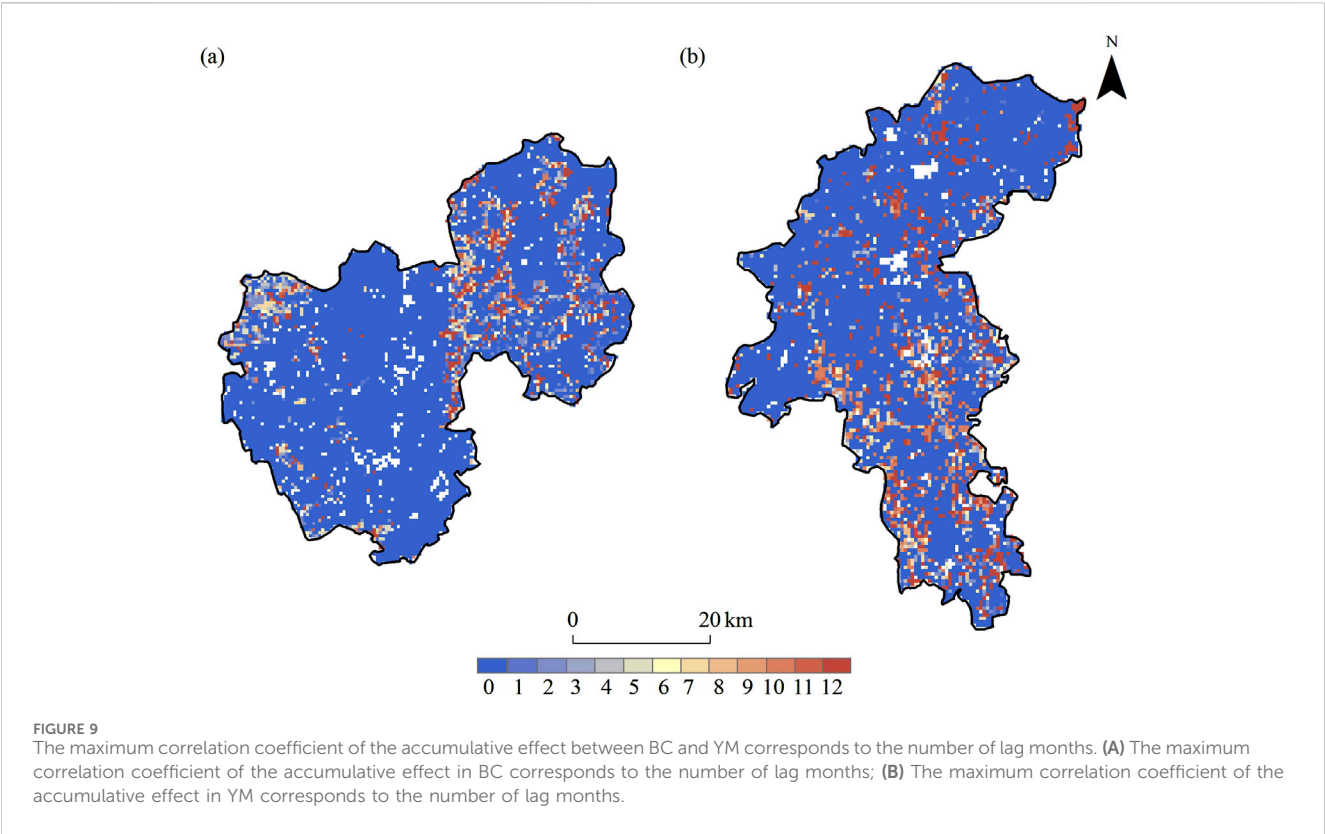 (a)
(b)
N
0 20 km
0 1 2 3 4 5 6 7 8 9 10 11 12
FIGURE 9
The maximum correlation coefficient of the accumulative effect between BC and YM corresponds to the number of lag months. (A) The maximum
correlation coefficient of the accumulative effect in BC corresponds to the number of lag months; (B) The maximum correlation coefficient of the
accumulative effect in YM corresponds to the number of lag months.